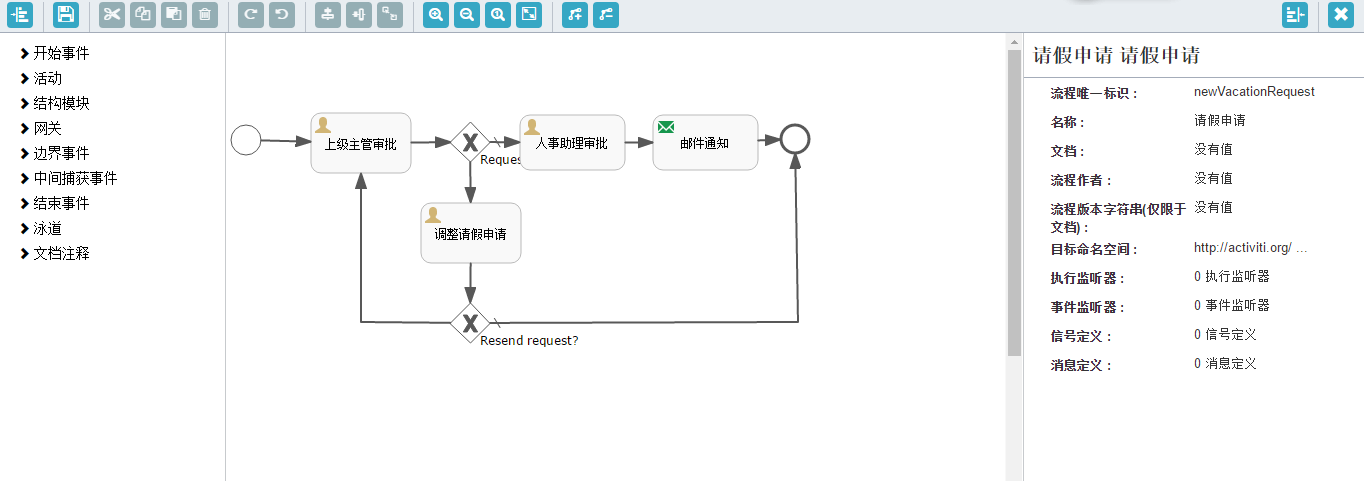 开始事件
活动
结构模块
网关
边界事件
中间捕获事件
结束事件
泳道
文档注释
上级主管审批
Reques
人事助理审批
邮件通知
调整请假申请
Resend request?
请假申请 请假申请
流程唯一标识： newVacationRequest
名称： 请假申请
文档： 没有值
流程作者： 没有值
流程版本字符串(仅限于
文档)： 没有值
目标命名空间： http://activiti.org/ ...
执行监听器： 0 执行监听器
事件监听器： 0 事件监听器
信号定义： 0 信号定义
消息定义： 0 消息定义